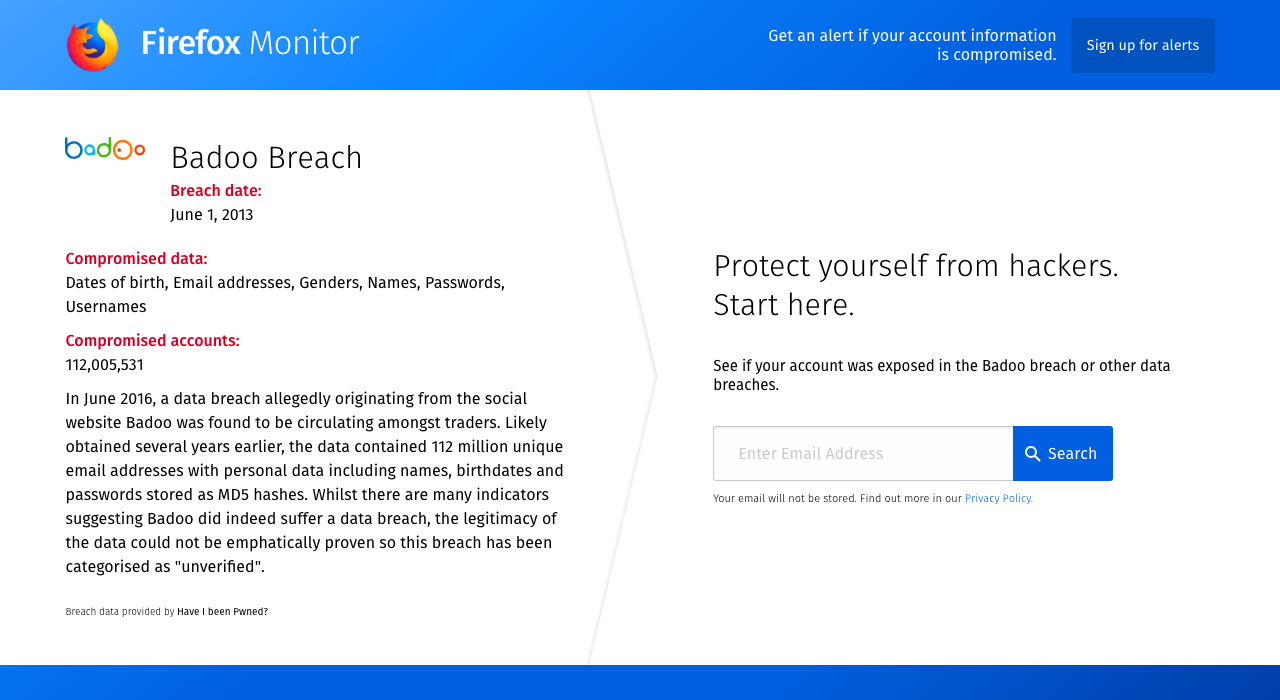 Firefox Monitor
Get an alert if your account information
is compromised.
Sign up for alerts
badoo
Badoo Breach
Breach date:
June 1, 2013
Compromised data:
Dates of birth, Email addresses, Genders, Names, Passwords,
Usernames
Compromised accounts:
112,005,531
In June 2016, a data breach allegedly originating from the social
website Badoo was found to be circulating amongst traders. Likely
obtained several years earlier, the data contained 112 million unique
email addresses with personal data including names, birthdates and
passwords stored as MD5 hashes. Whilst there are many indicators
suggesting Badoo did indeed suffer a data breach, the legitimacy of
the data could not be emphatically proven so this breach has been
categorised as "unverified".
Breach data provided by Have I been Pwned?
Protect yourself from hackers.
Start here.
See if your account was exposed in the Badoo breach or other data
breaches.
Enter Email Address
Search
Your email will not be stored. Find out more in our Privacy Policy.